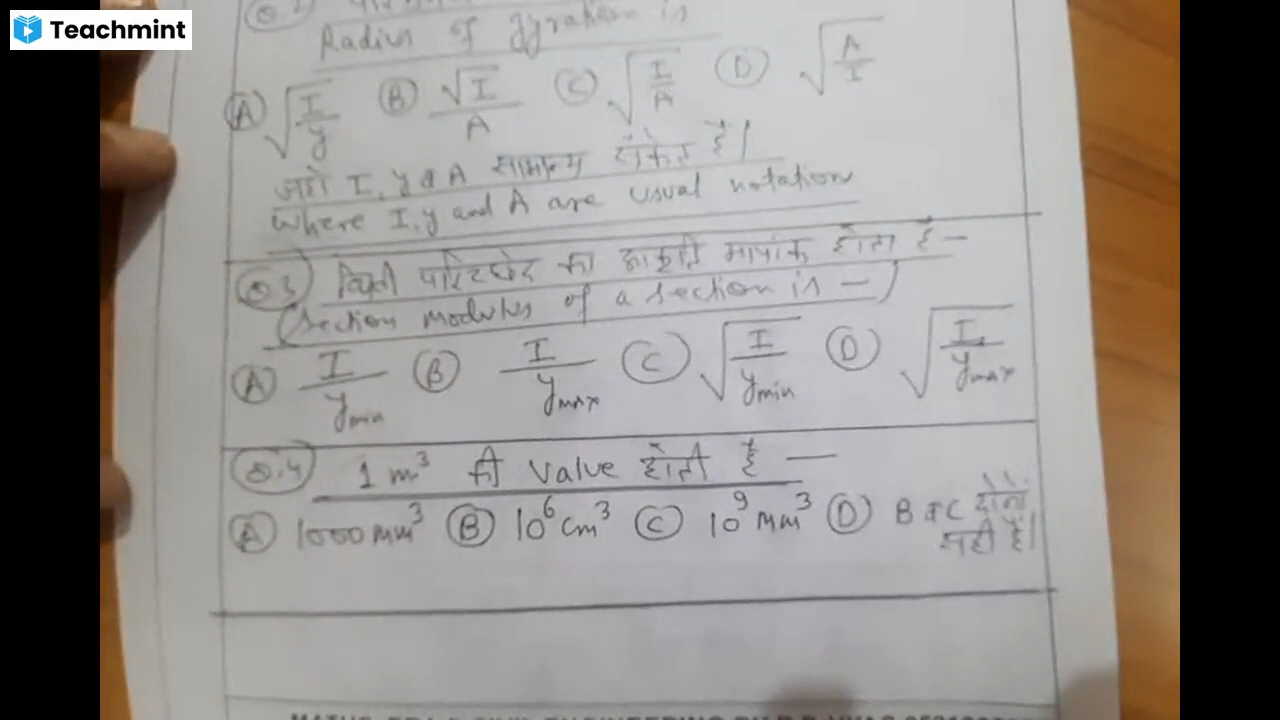 Teachmint
Radius of gyration is
A √(I/y) B √I/A C √(I/A) D √(A/I)
जहाँ I, y व A सामान्य संकेत है।
where I, y and A are usual notation
Q.3) किसी परिच्छेद का आकृति मापांक होता है -
(Section modulus of a section is -)
A I/ymin B I/ymax C √(I/ymin) D √(I/ymax)
Q.4) 1 m³ की value होती है —
A 1000 mm³ B 10⁶ cm³ C 10⁹ mm³ D B व C दोनों
सही हैं।